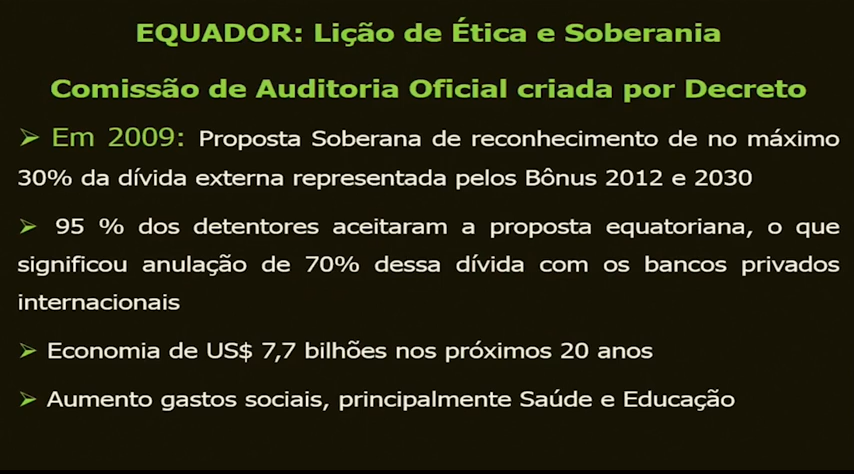 EQUADOR: Lição de Ética e Soberania
Comissão de Auditoria Oficial criada por Decreto
➢ Em 2009: Proposta Soberana de reconhecimento de no máximo
30% da dívida externa representada pelos Bônus 2012 e 2030
➢ 95 % dos detentores aceitaram a proposta equatoriana, o que
significou anulação de 70% dessa dívida com os bancos privados
internacionais
➢ Economia de US$ 7,7 bilhões nos próximos 20 anos
➢ Aumento gastos sociais, principalmente Saúde e Educação